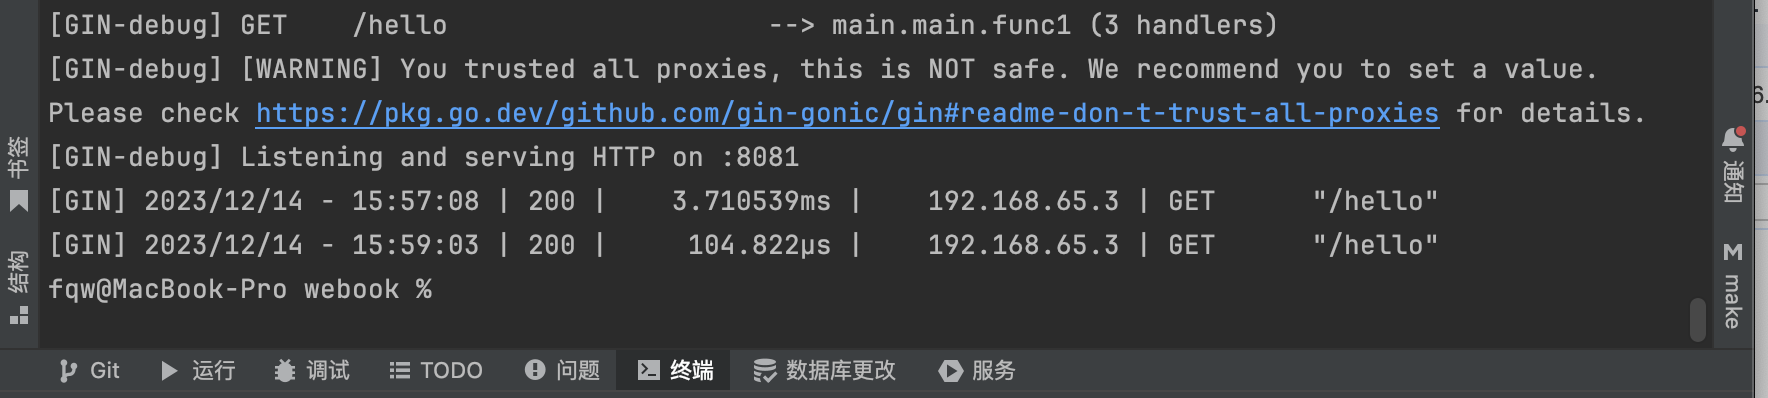 [GIN-debug] GET    /hello                    --> main.main.func1 (3 handlers)
[GIN-debug] [WARNING] You trusted all proxies, this is NOT safe. We recommend you to set a value.
Please check https://pkg.go.dev/github.com/gin-gonic/gin#readme-don-t-trust-all-proxies for details.
[GIN-debug] Listening and serving HTTP on :8081
[GIN] 2023/12/14 - 15:57:08 | 200 |    3.710539ms |    192.168.65.3 | GET      "/hello"
[GIN] 2023/12/14 - 15:59:03 | 200 |     104.822µs |    192.168.65.3 | GET      "/hello"
fqw@MacBook-Pro webook %
书签
结构
通知
make
Git 运行 调试 TODO 问题 终端 数据库更改 服务